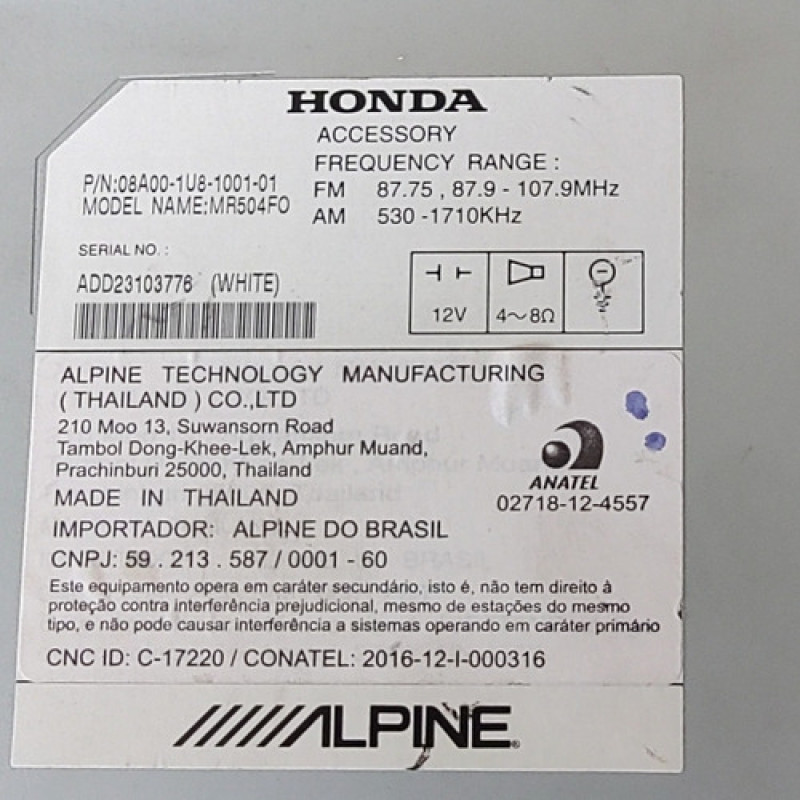 HONDA
ACCESSORY
FREQUENCY RANGE :
FM 87.75 , 87.9 - 107.9MHz
AM 530 -1710KHz
P/N:08A00-1U8-1001-01
MODEL NAME:MR504FO
SERIAL NO. :
ADD23103776 (WHITE)
12V 4～8Ω
ALPINE TECHNOLOGY MANUFACTURING
( THAILAND ) CO.,LTD
210 Moo 13, Suwansorn Road
Tambol Dong-Khee-Lek, Amphur Muand,
Prachinburi 25000, Thailand
MADE IN THAILAND
IMPORTADOR: ALPINE DO BRASIL
CNPJ: 59 . 213 . 587 / 0001 - 60
ANATEL
02718-12-4557
Este equipamento opera em caráter secundário, isto é, não tem direito à
proteção contra interferência prejudicional, mesmo de estações do mesmo
tipo, e não pode causar interferência a sistemas operando em caráter primário
CNC ID: C-17220 / CONATEL: 2016-12-I-000316
ALPINE